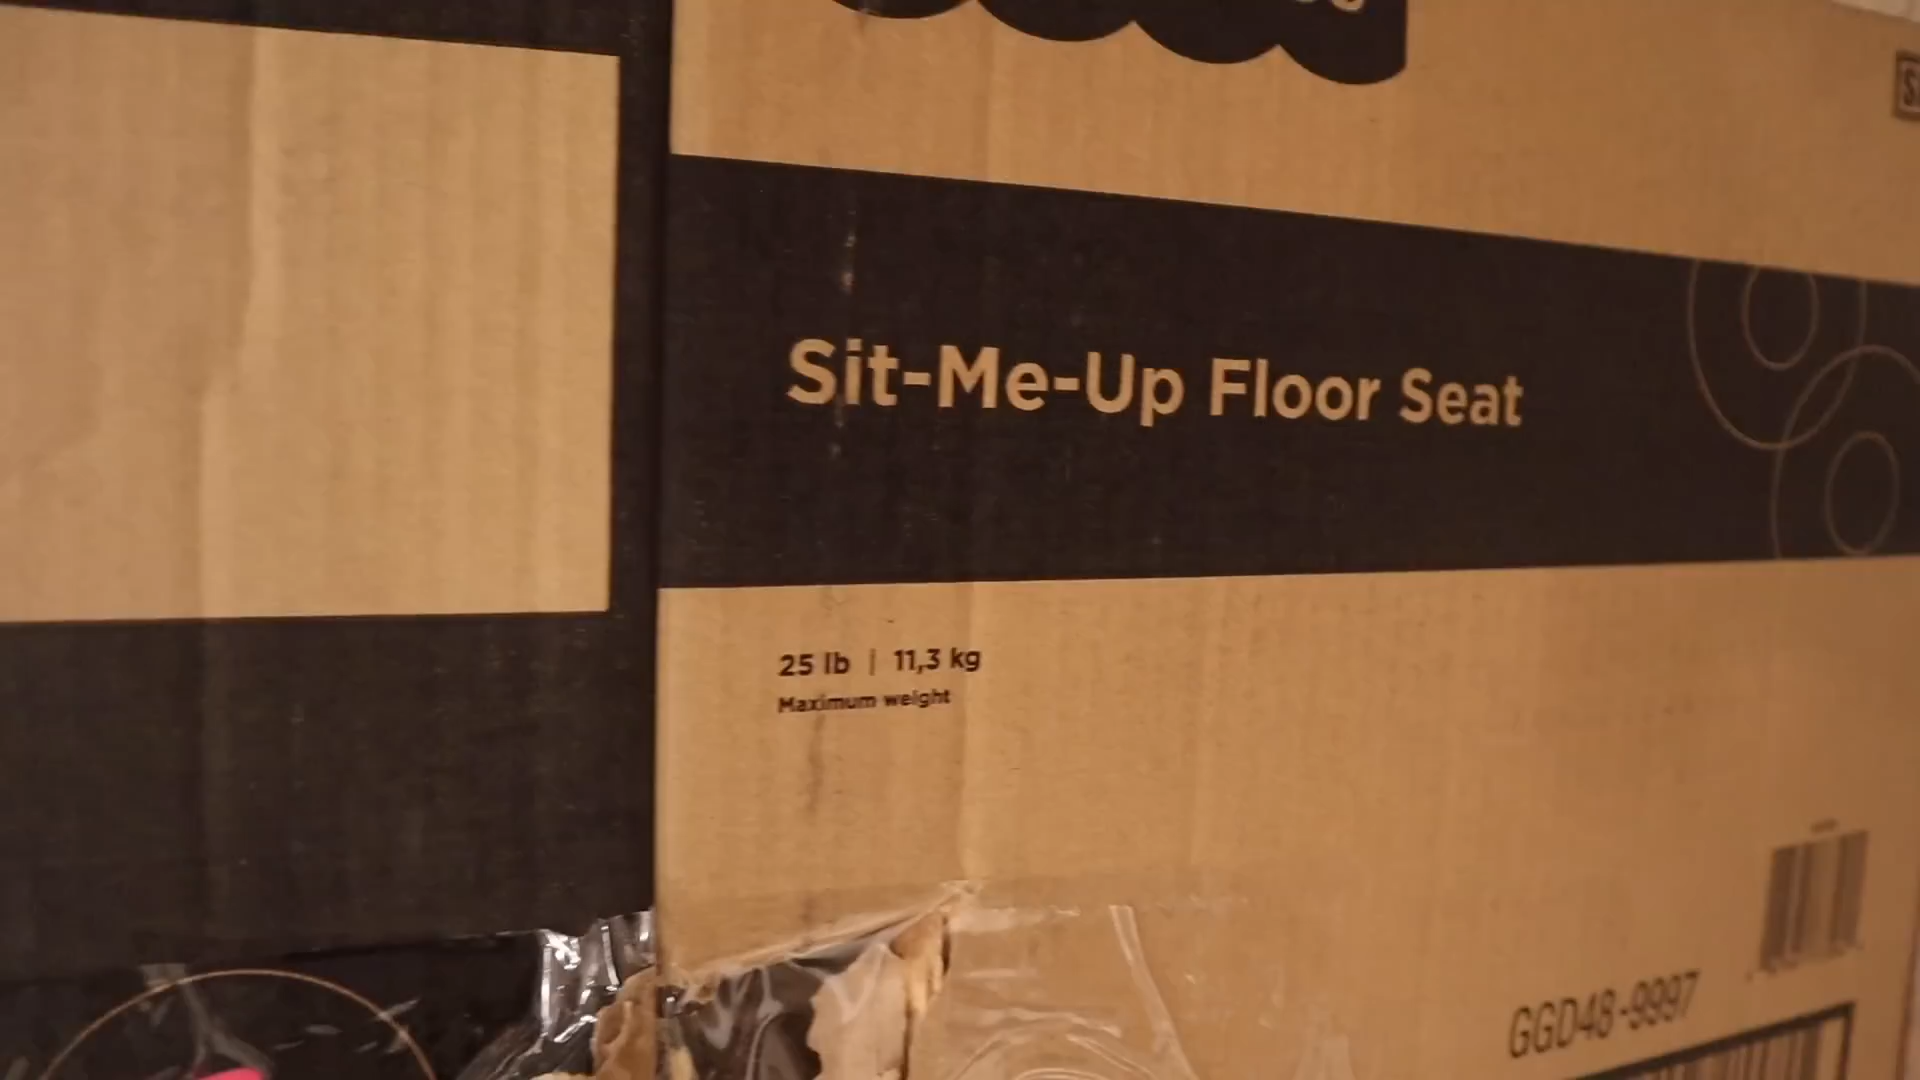 Sit-Me-Up Floor Seat
25 lb | 11,3 kg
Maximum weight
GGD48-9997